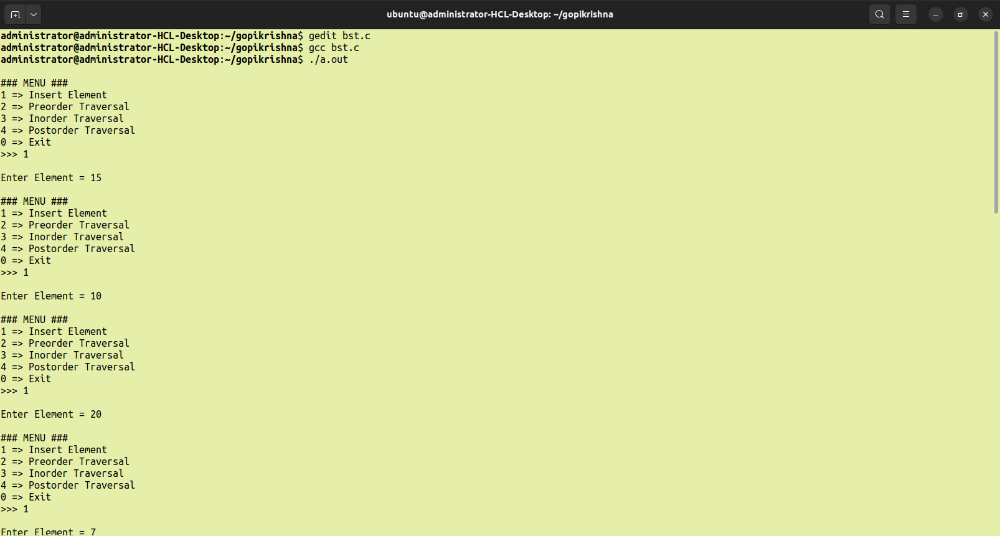 ubuntu@administrator-HCL-Desktop: ~/gopikrishna
administrator@administrator-HCL-Desktop:~/gopikrishna$ gedit bst.c
administrator@administrator-HCL-Desktop:~/gopikrishna$ gcc bst.c
administrator@administrator-HCL-Desktop:~/gopikrishna$ ./a.out
### MENU ###
1 => Insert Element
2 => Preorder Traversal
3 => Inorder Traversal
4 => Postorder Traversal
0 => Exit
>>> 1
Enter Element = 15
### MENU ###
1 => Insert Element
2 => Preorder Traversal
3 => Inorder Traversal
4 => Postorder Traversal
0 => Exit
>>> 1
Enter Element = 10
### MENU ###
1 => Insert Element
2 => Preorder Traversal
3 => Inorder Traversal
4 => Postorder Traversal
0 => Exit
>>> 1
Enter Element = 20
### MENU ###
1 => Insert Element
2 => Preorder Traversal
3 => Inorder Traversal
4 => Postorder Traversal
0 => Exit
>>> 1
Enter Element = 7